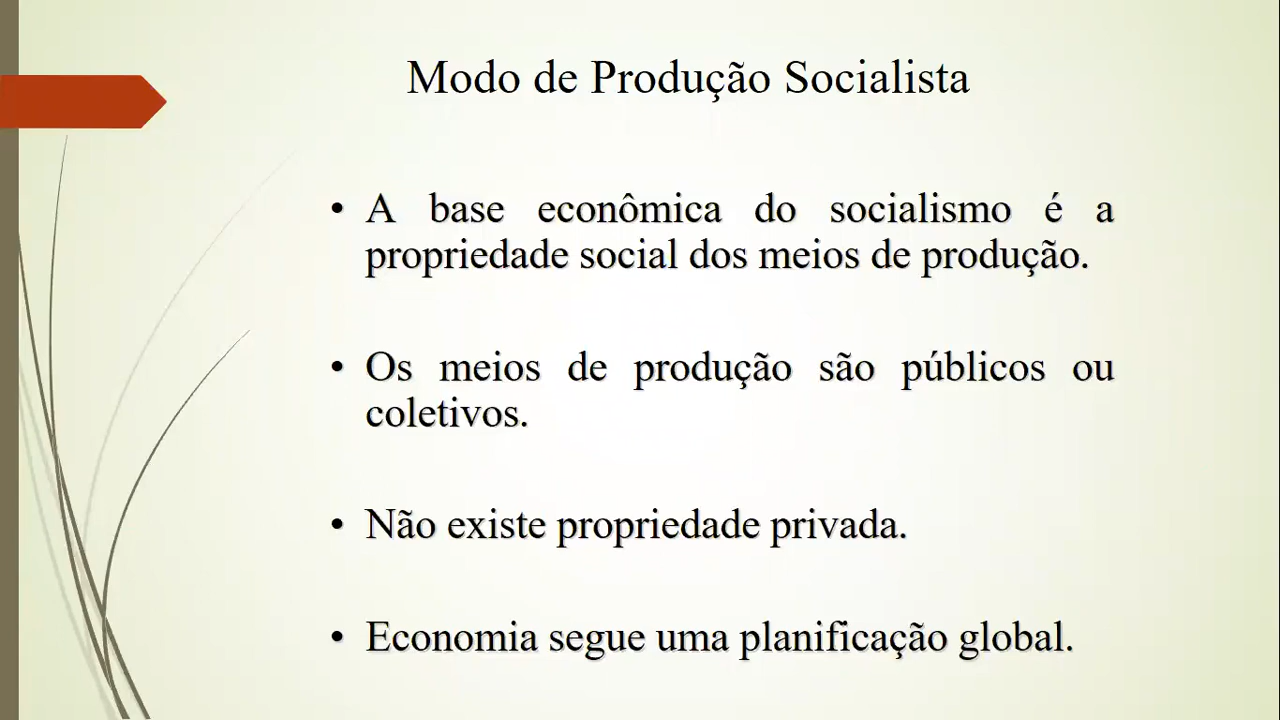 Modo de Produção Socialista
• A base econômica do socialismo é a
propriedade social dos meios de produção.
• Os meios de produção são públicos ou
coletivos.
• Não existe propriedade privada.
• Economia segue uma planificação global.